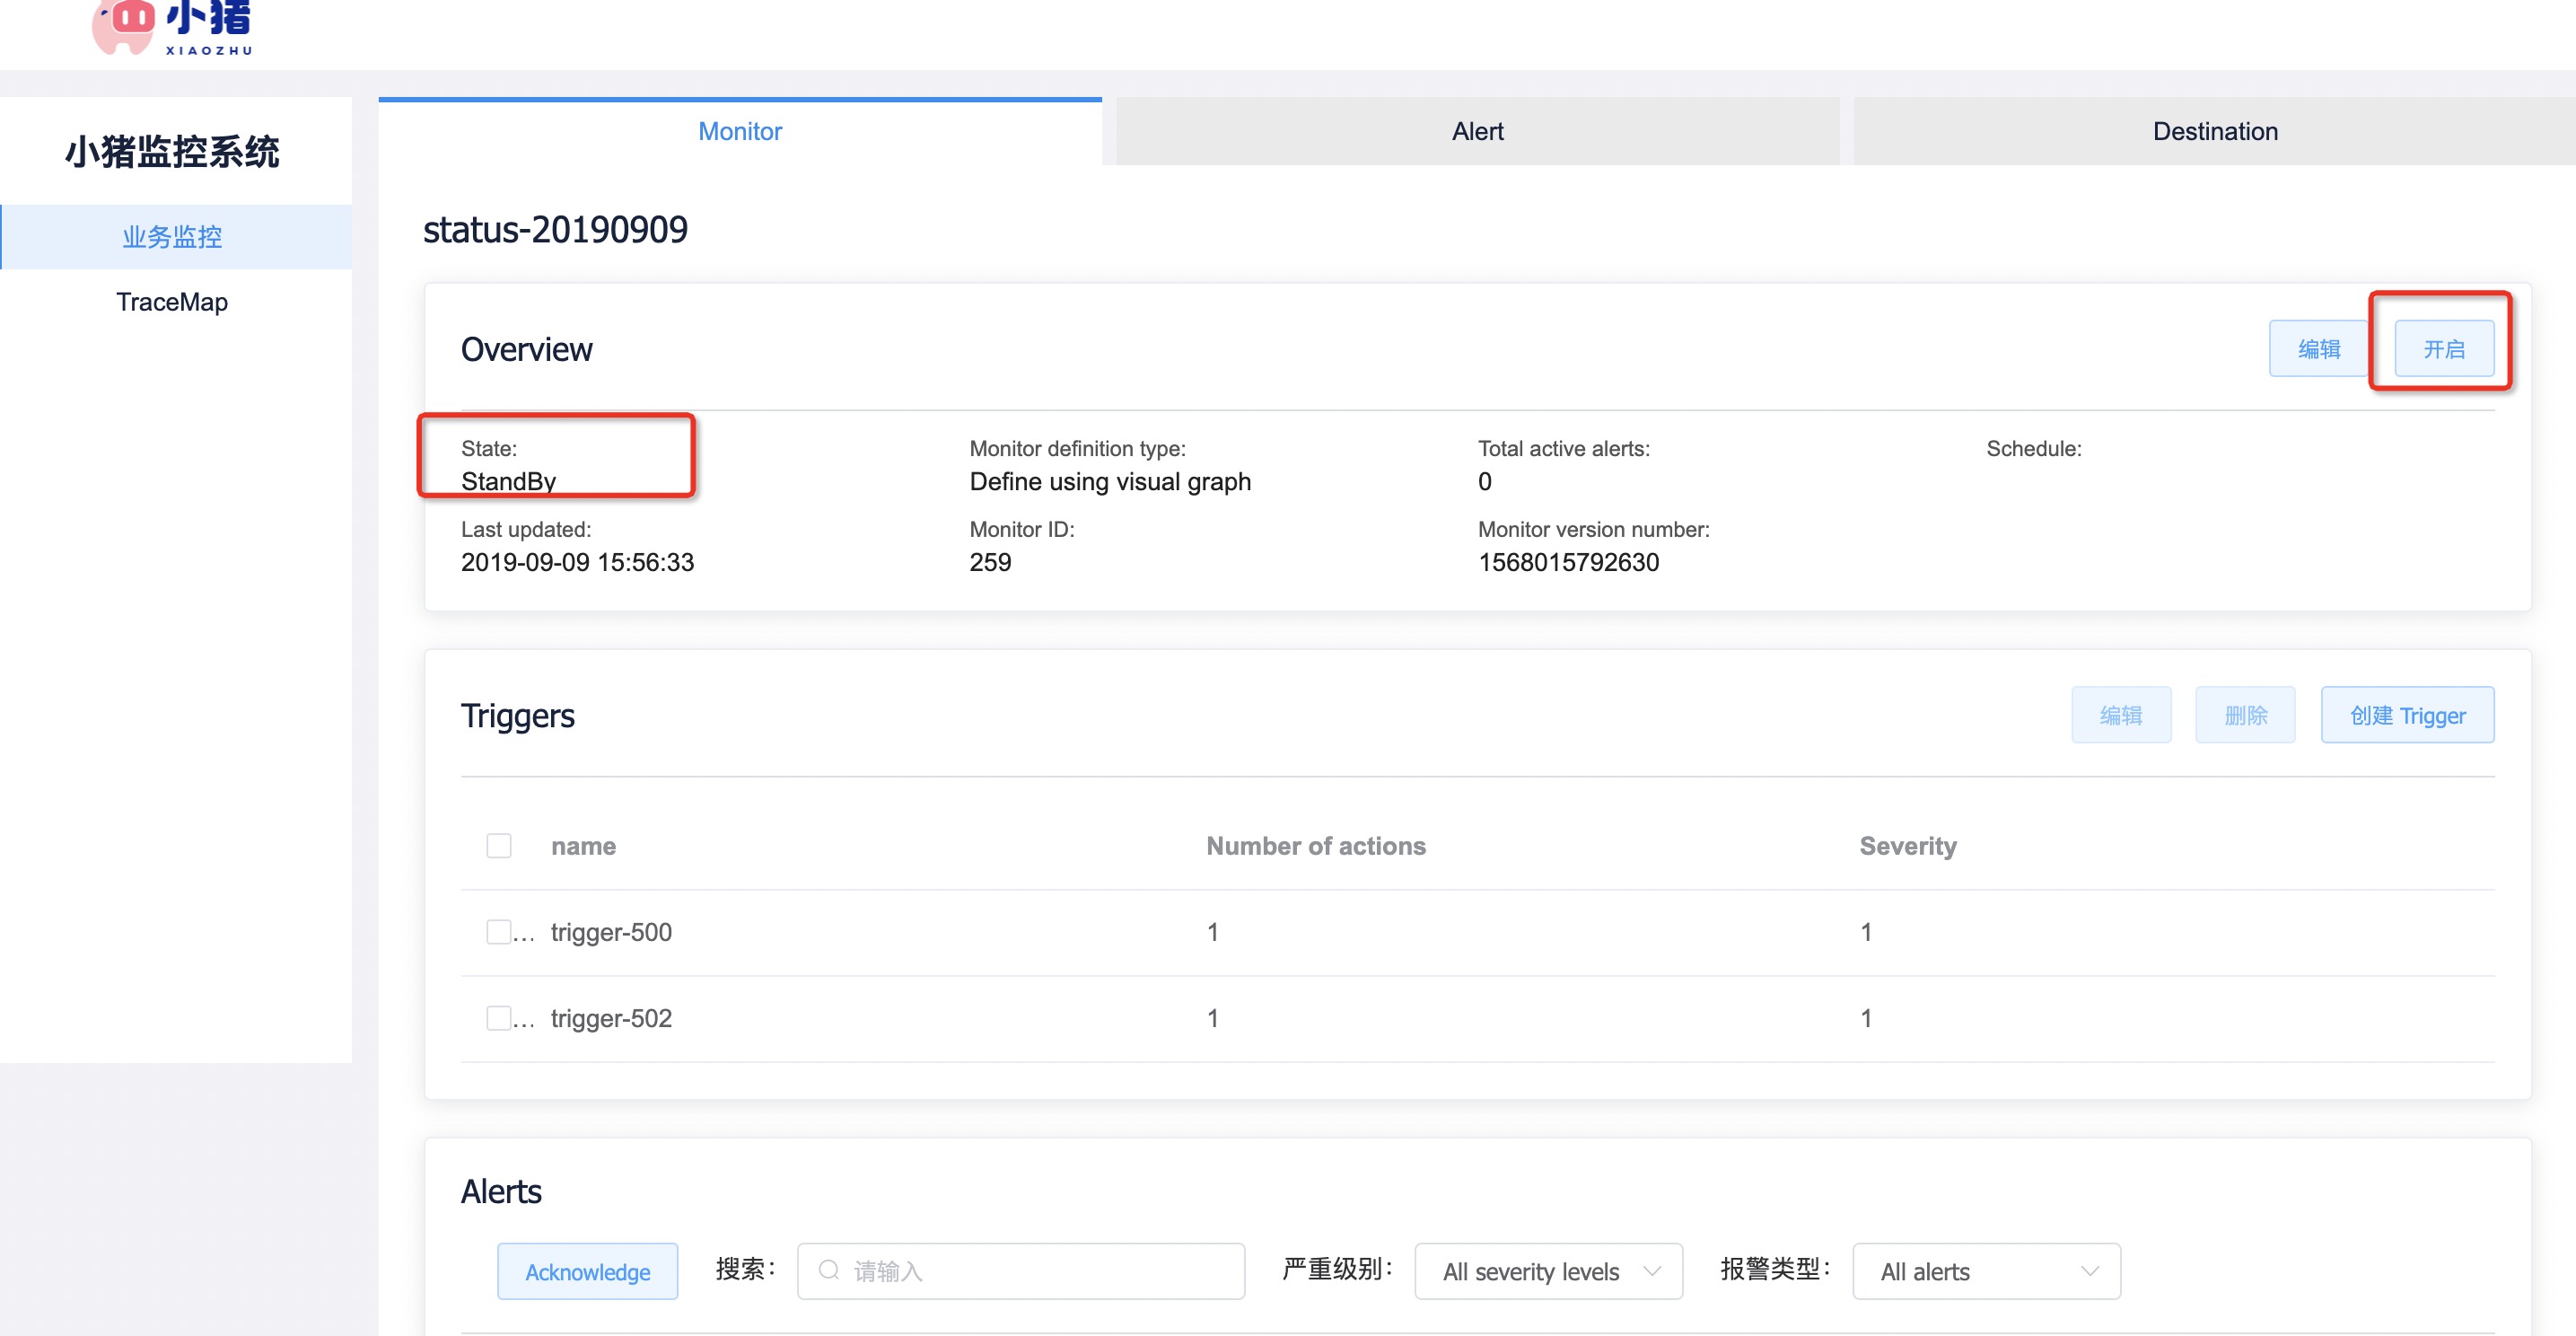 小猪
XIAOZHU
小猪监控系统
业务监控
TraceMap
Monitor
Alert
Destination
status-20190909
Overview
编辑
开启
State:
StandBy
Monitor definition type:
Define using visual graph
Total active alerts:
0
Schedule:
Last updated:
2019-09-09 15:56:33
Monitor ID:
259
Monitor version number:
1568015792630
Triggers
编辑
删除
创建 Trigger
name
Number of actions
Severity
... trigger-500
1
1
... trigger-502
1
1
Alerts
Acknowledge
搜索：
请输入
严重级别：
All severity levels
报警类型：
All alerts